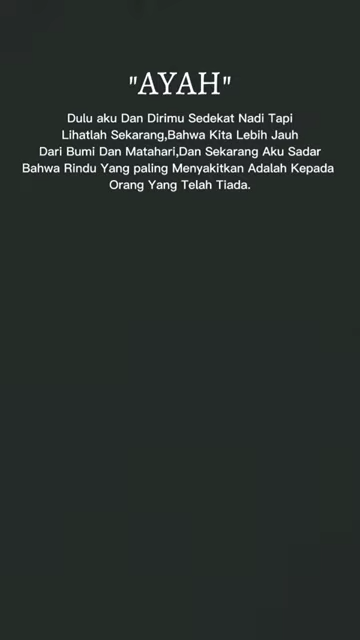 "AYAH"
Dulu aku Dan Dirimu Sedekat Nadi Tapi
Lihatlah Sekarang,Bahwa Kita Lebih Jauh
Dari Bumi Dan Matahari,Dan Sekarang Aku Sadar
Bahwa Rindu Yang paling Menyakitkan Adalah Kepada
Orang Yang Telah Tiada.